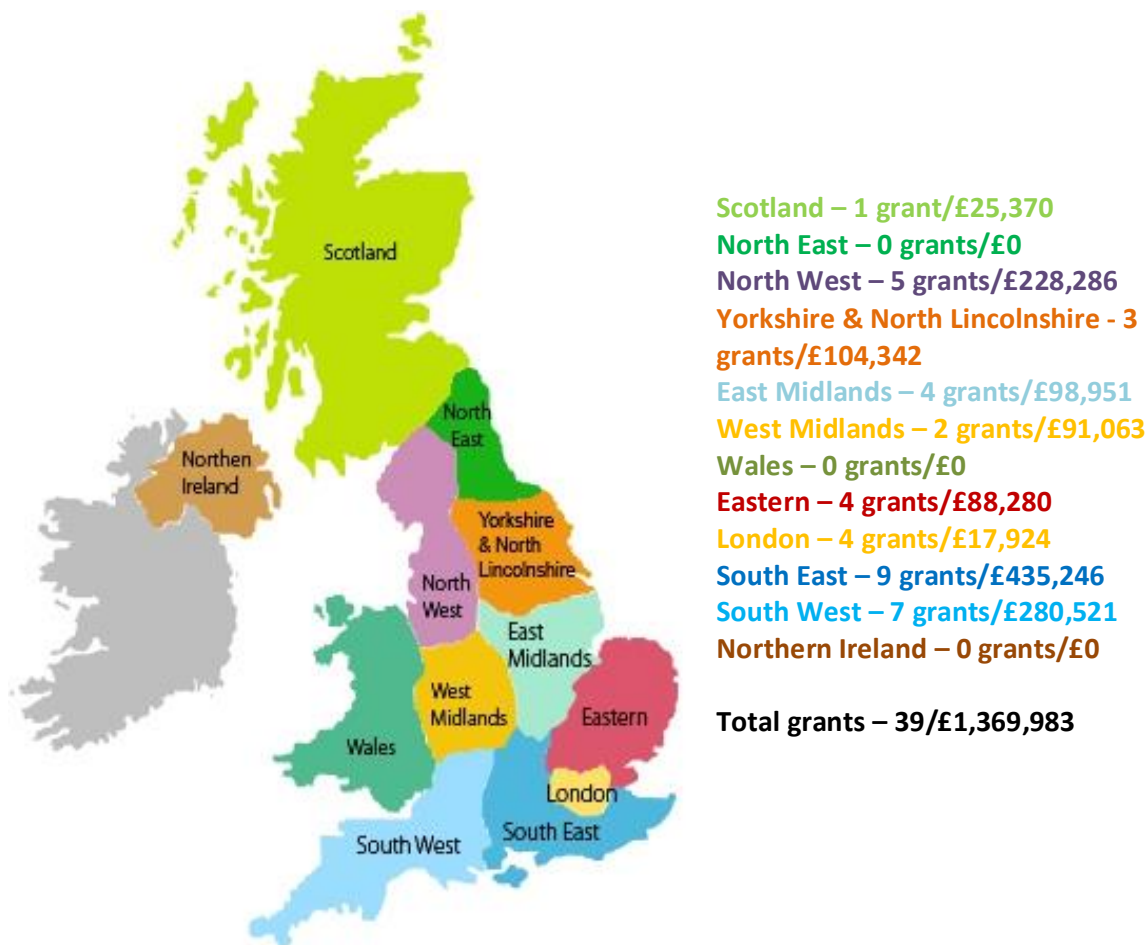 Scotland
North
East
Northen
Ireland
Yorkshire
& North
Lincolnshire
North
West
East
Midlands
West
Midlands
Eastern
Wales
London
South East
South West
Scotland – 1 grant/£25,370
North East – 0 grants/£0
North West – 5 grants/£228,286
Yorkshire & North Lincolnshire - 3
grants/£104,342
East Midlands – 4 grants/£98,951
West Midlands – 2 grants/£91,063
Wales – 0 grants/£0
Eastern – 4 grants/£88,280
London – 4 grants/£17,924
South East – 9 grants/£435,246
South West – 7 grants/£280,521
Northern Ireland – 0 grants/£0
Total grants – 39/£1,369,983